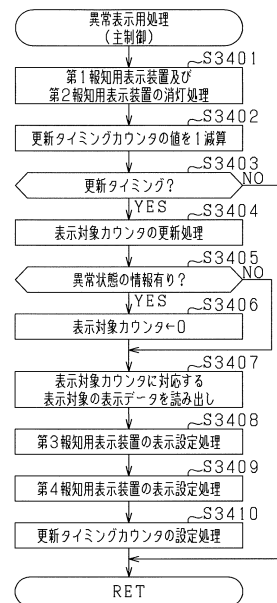 異常表示用処理
(主制御)
S3401
第1報知用表示装置及び
第2報知用表示装置の消灯処理
S3402
更新タイミングカウンタの値を1減算
S3403
更新タイミング?
NO
YES
S3404
表示対象カウンタの更新処理
S3405
異常状態の情報有り?
NO
YES
S3406
表示対象カウンタ←0
S3407
表示対象カウンタに対応する
表示対象の表示データを読み出し
S3408
第3報知用表示装置の表示設定処理
S3409
第4報知用表示装置の表示設定処理
S3410
更新タイミングカウンタの設定処理
RET